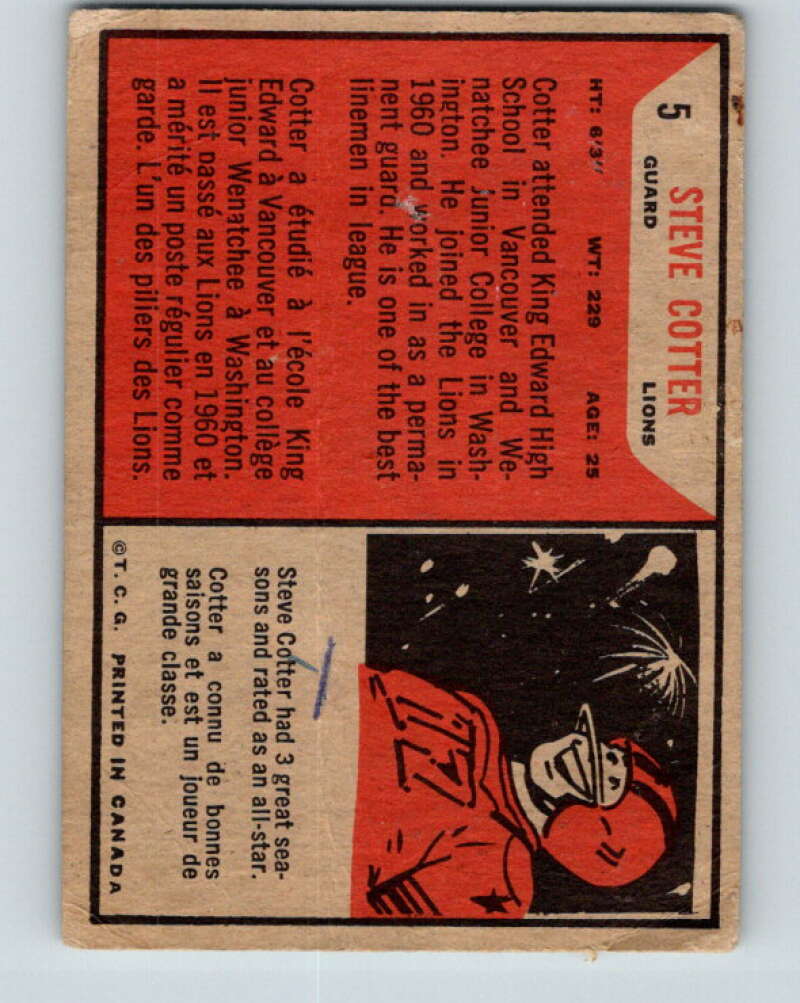 5
STEVE COTTER
GUARD LIONS
HT: 6'3" WT: 229 AGE: 25
Cotter attended King Edward High
School in Vancouver and We-
natchee Junior College in Wash-
ington. He joined the Lions in
1960 and worked in as a perma-
nent guard. He is one of the best
linemen in league.
Cotter a étudié à l'école King
Edward à Vancouver et au collège
junior Wenatchee à Washington.
Il est passé aux Lions en 1960 et
a mérité un poste régulier comme
garde. L'un des piliers des Lions.
Steve Cotter had 3 great sea-
sons and rated as an all-star.
Cotter a connu de bonnes
saisons et est un joueur de
grande classe.
©T. C. G. PRINTED IN CANADA